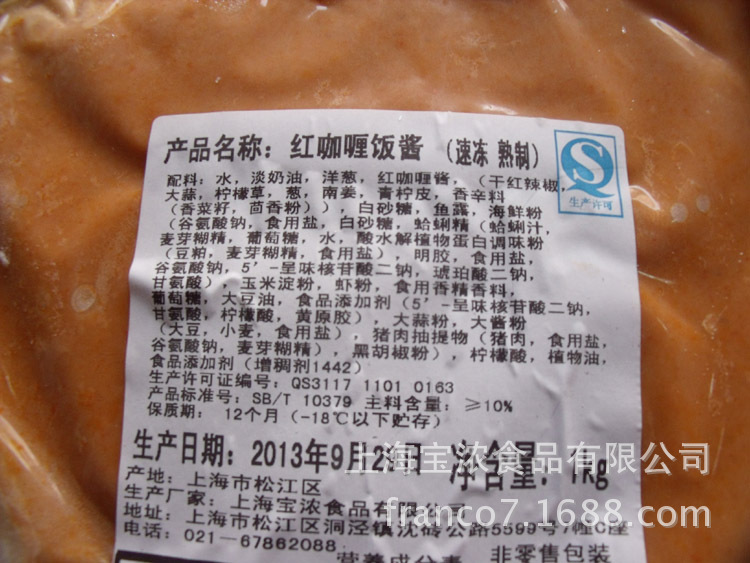 产品名称：红咖喱饭酱 （速冻 熟制）
配料：水，淡奶油，洋葱，红咖喱酱，（干红辣椒，
大蒜，柠檬草，葱，南姜，青柠皮，香辛料
（香菜籽，茴香粉）），白砂糖，鱼露，海鲜粉
（谷氨酸钠，食用盐，白砂糖，蛤蜊精（蛤蜊汁，
麦芽糊精，葡萄糖，水，酸水解植物蛋白调味粉
（豆粕，麦芽糊精，食用盐），明胶，食用盐，
谷氨酸钠，5’-呈味核苷酸二钠，琥珀酸二钠，
甘氨酸），玉米淀粉，虾粉，食用香精香料，
葡萄糖，大豆油，食品添加剂（5’-呈味核苷酸二钠，
甘氨酸，柠檬酸，黄原胶），大蒜粉，大酱粉
（大豆，小麦，食用盐），猪肉抽提物（猪肉，食用盐，
谷氨酸钠，麦芽糊精），黑胡椒粉），柠檬酸，植物油，
食品添加剂（增稠剂1442）
生产许可证编号：QS3117 1101 0163
产品标准号：SB/T 10379 主料含量：≥10%
保质期：12个月（-18℃以下贮存）
生产日期：2013年9月 净含量：1kg
产地：上海市松江区
生产厂家：上海宝浓食品有限公司
地址：上海市松江区洞泾镇沈砖公路5599号7幢C座
电话：021-67862088
营养成分表 非零售包装
生产许可
上海宝浓食品有限公司
franco7.1688.com